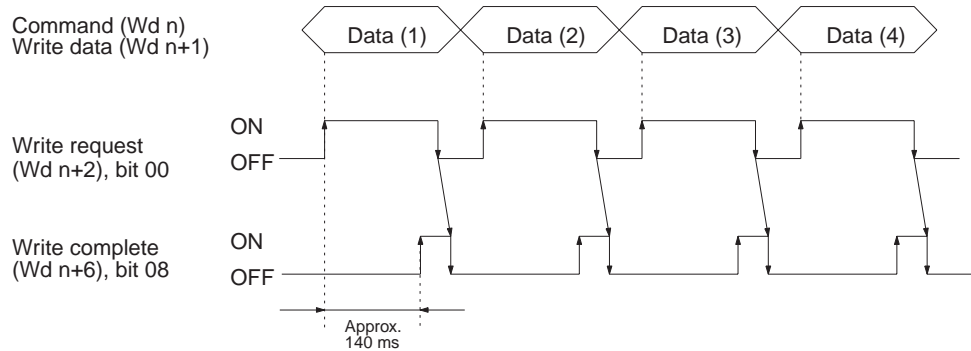 Command (Wd n)
Write data (Wd n+1)
Data (1)
Data (2)
Data (3)
Data (4)
Write request
(Wd n+2), bit 00
ON
OFF
Write complete
(Wd n+6), bit 08
ON
OFF
Approx.
140 ms